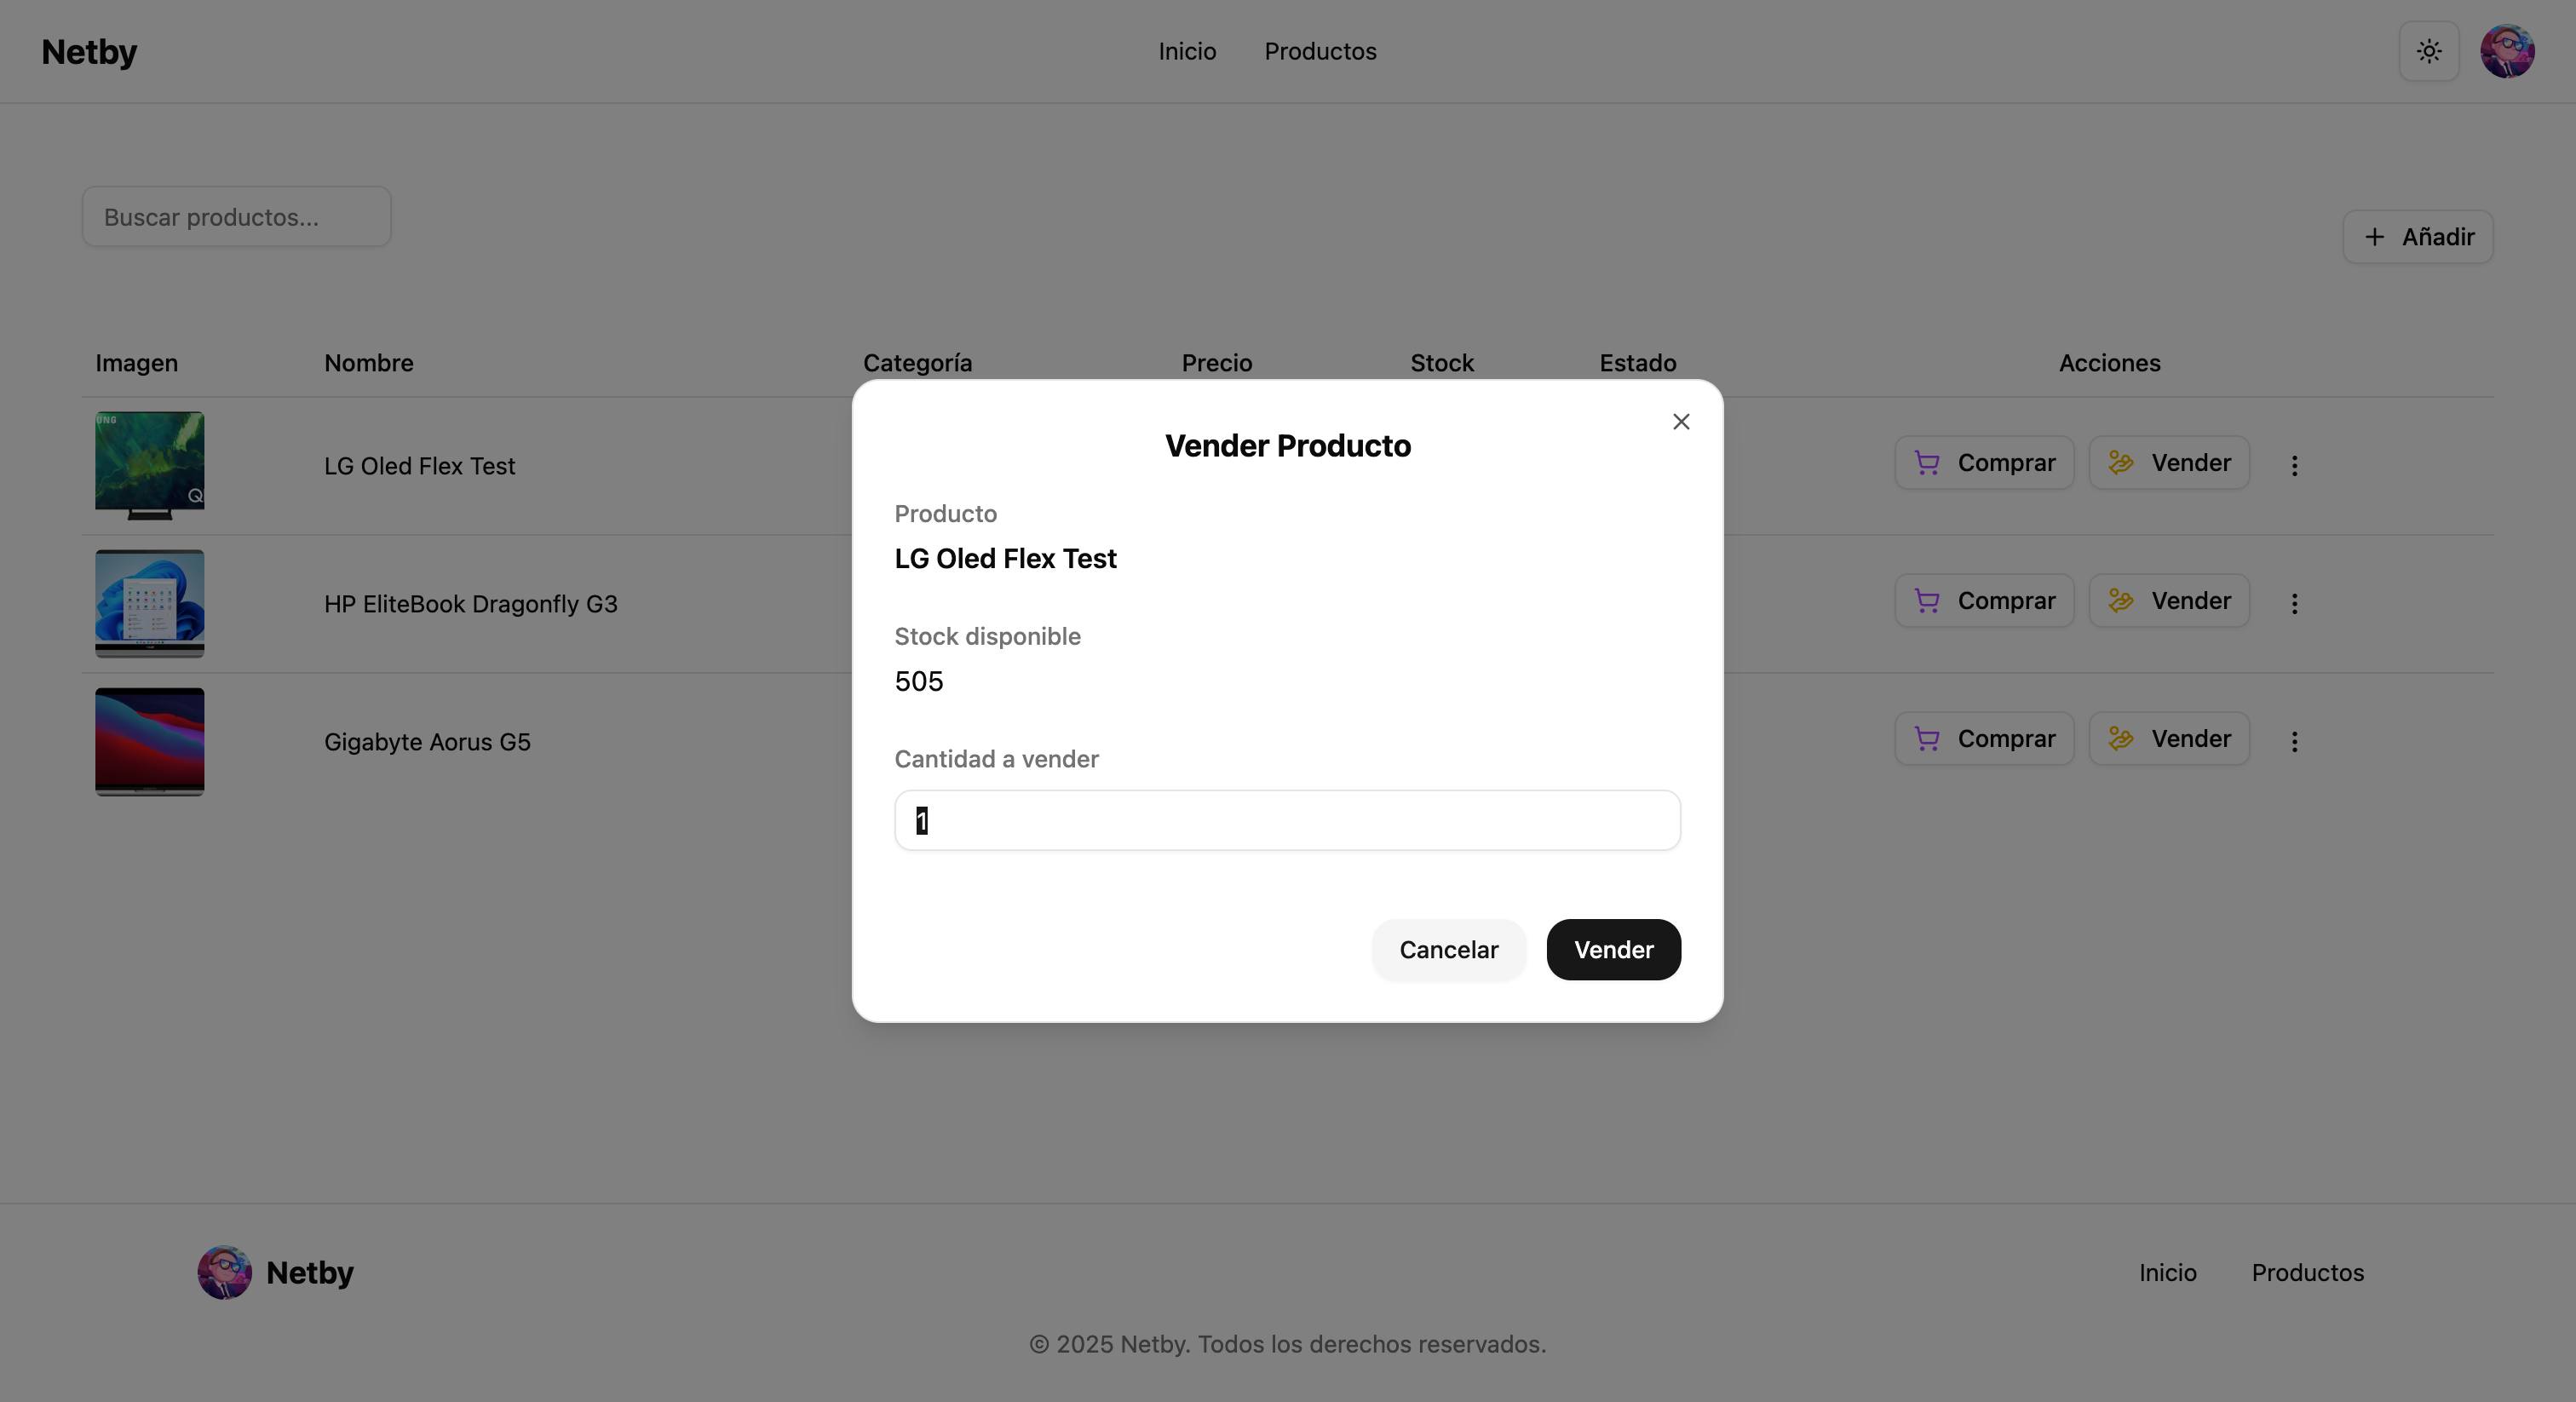 Netby
Inicio Productos
Buscar productos...
+ Añadir
Imagen Nombre Categoría Precio Stock Estado Acciones
UNG
Q
LG Oled Flex Test
Comprar Vender
HP EliteBook Dragonfly G3
Comprar Vender
Gigabyte Aorus G5
Comprar Vender
Vender Producto
Producto
LG Oled Flex Test
Stock disponible
505
Cantidad a vender
1
Cancelar Vender
Netby
Inicio Productos
© 2025 Netby. Todos los derechos reservados.